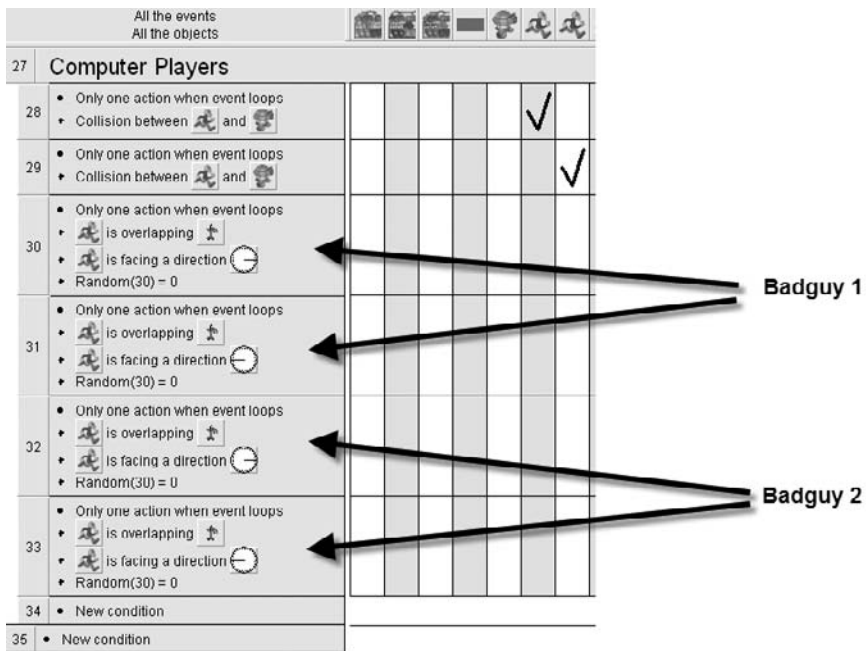 All the events
All the objects
27 Computer Players
28
• Only one action when event loops
+ Collision between and
29
• Only one action when event loops
+ Collision between and
30
• Only one action when event loops
+ is overlapping
+ is facing a direction
+ Random(30) = 0
Badguy 1
31
• Only one action when event loops
+ is overlapping
+ is facing a direction
+ Random(30) = 0
32
• Only one action when event loops
+ is overlapping
+ is facing a direction
+ Random(30) = 0
Badguy 2
33
• Only one action when event loops
+ is overlapping
+ is facing a direction
+ Random(30) = 0
34 • New condition
35 • New condition